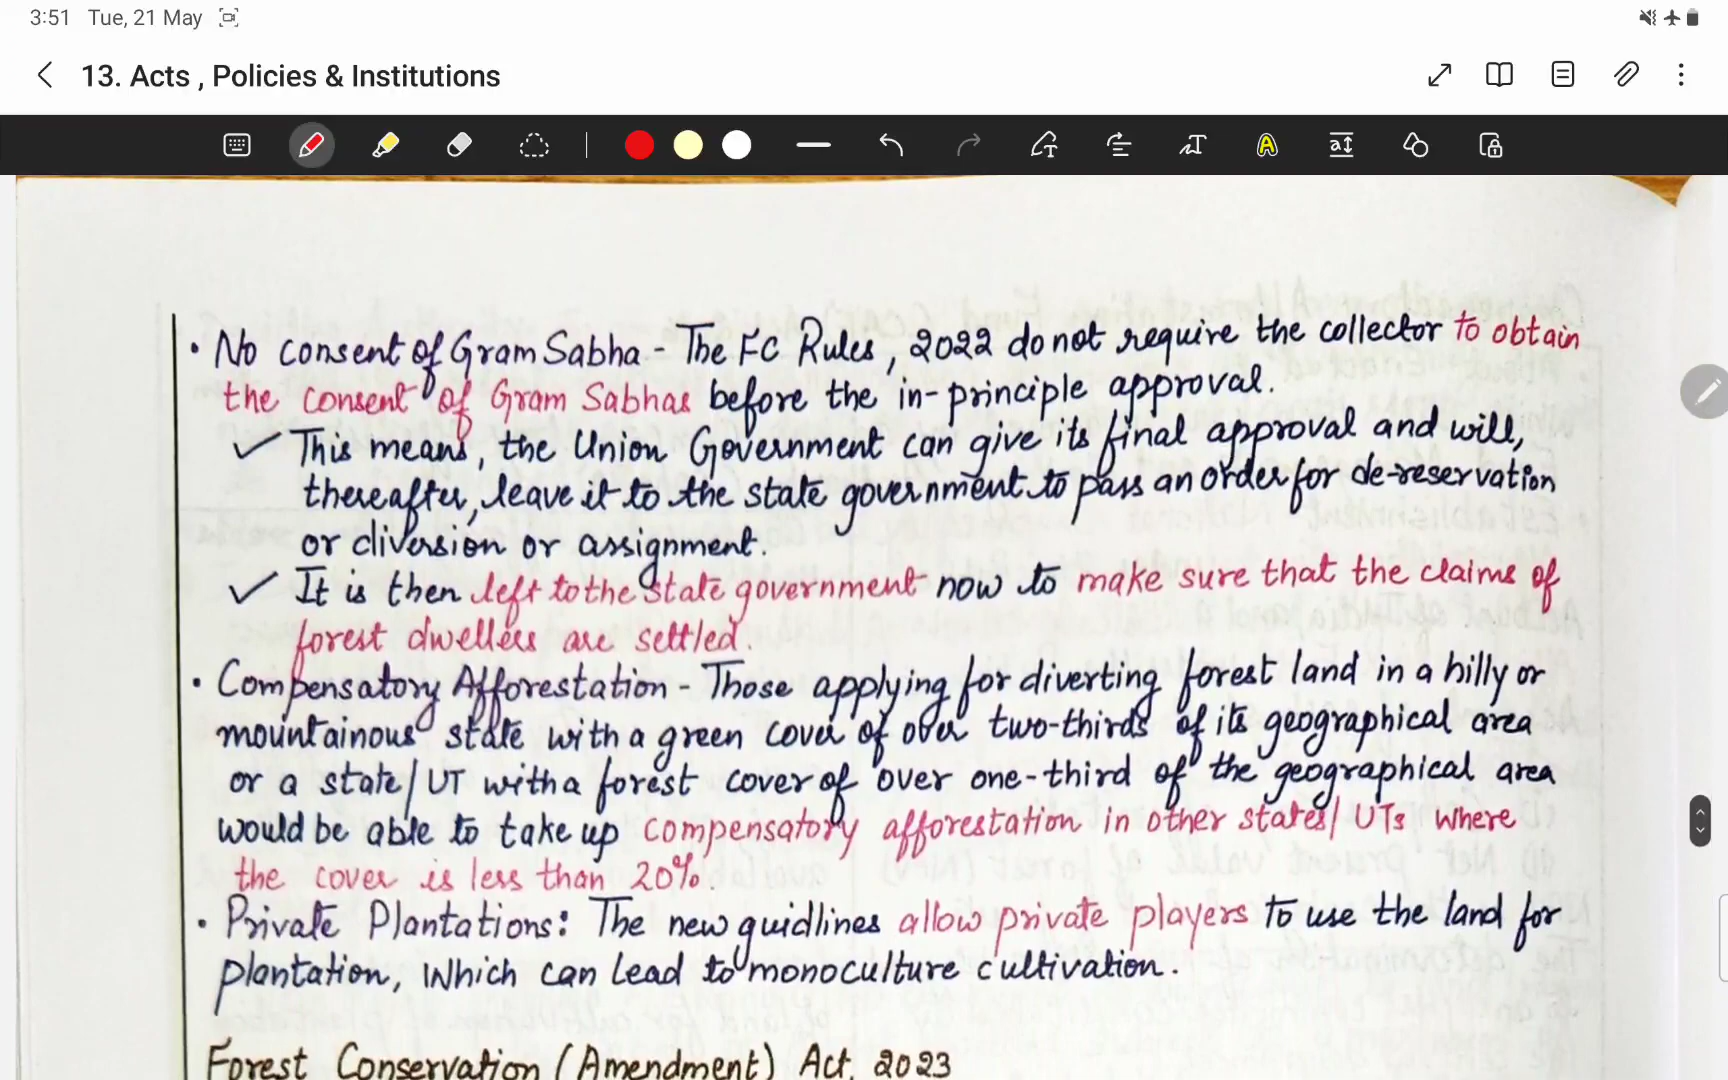 3:51 Tue, 21 May
13. Acts , Policies & Institutions
• No consent of Gram Sabha - The FC Rules, 2022 do not require the collector to obtain
the consent of Gram Sabhas before the in-principle approval.
✓ This means, the Union Government can give its final approval and will,
thereafter, leave it to the state government to pass an order for de-reservation
or diversion or assignment.
✓ It is then left to the state government now to make sure that the claims of
forest dwellers are settled.
• Compensatory Afforestation - Those applying for diverting forest land in a hilly or
mountainous state with a green cover of over two-thirds of its geographical area
or a state/UT with a forest cover of over one-third of the geographical area
would be able to take up compensatory afforestation in other states/UTs where
the cover is less than 20%.
• Private Plantations: The new guidlines allow private players to use the land for
plantation, which can lead to monoculture cultivation.
Forest Conservation (Amendment) Act, 2023